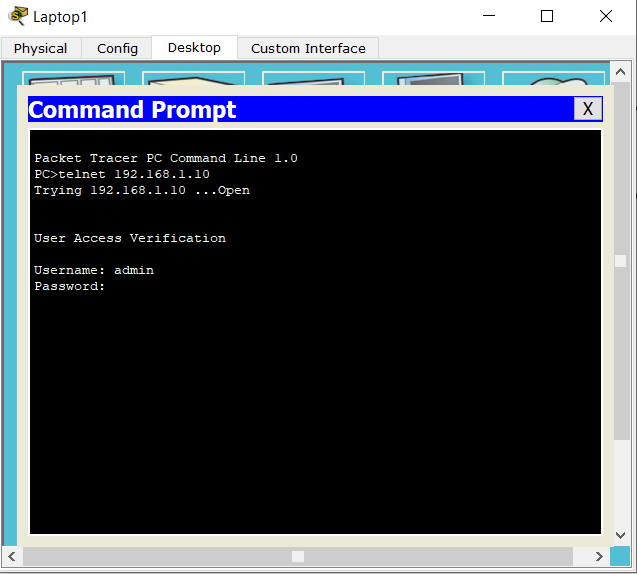 Laptop1
Physical Config Desktop Custom Interface
Command Prompt X
Packet Tracer PC Command Line 1.0
PC>telnet 192.168.1.10
Trying 192.168.1.10 ...Open
User Access Verification
Username: admin
Password: